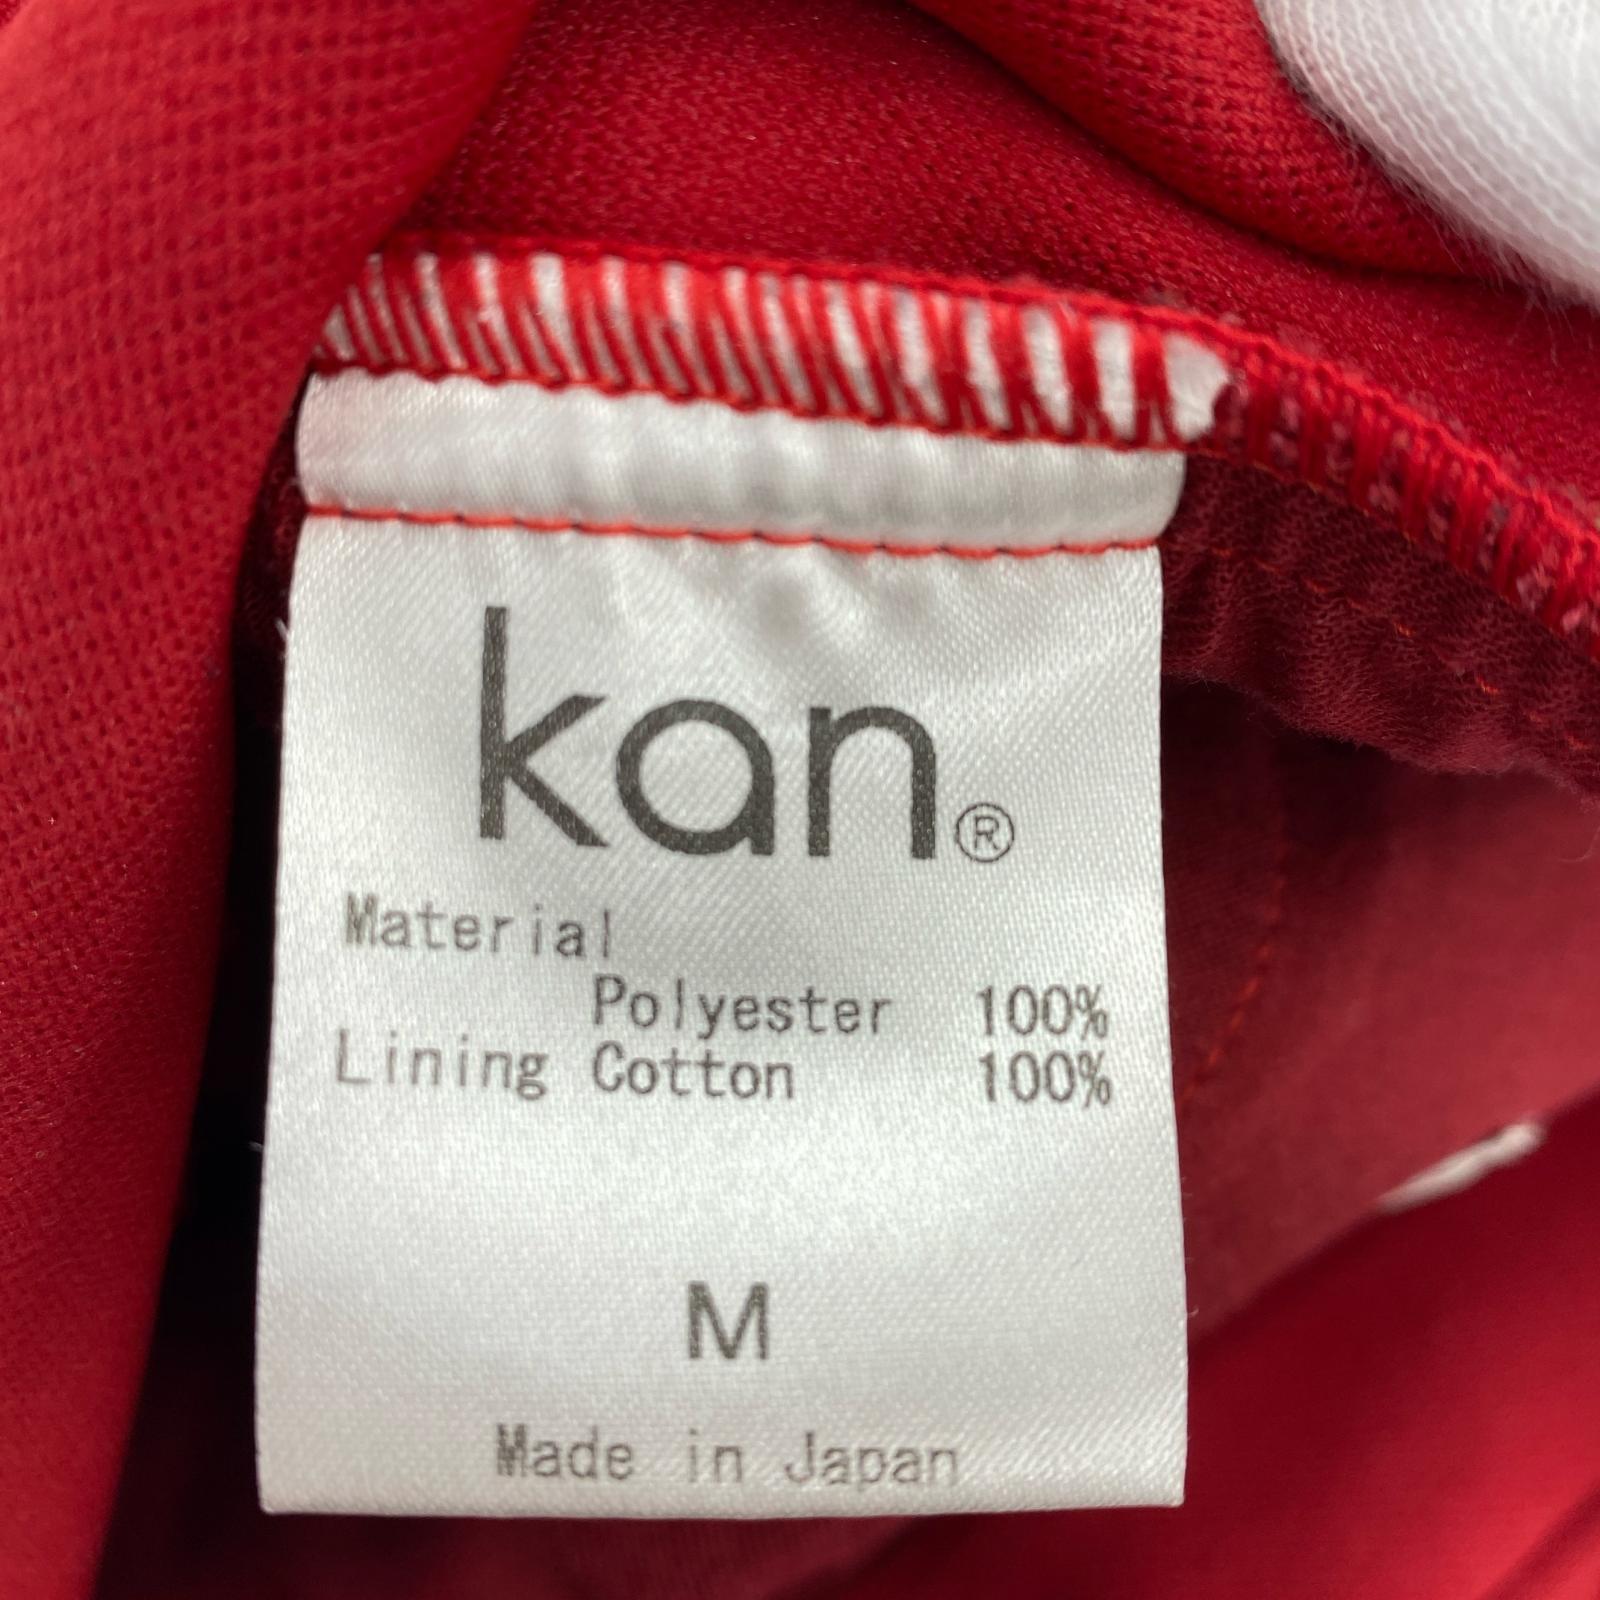 kan®
Material
Polyester 100%
Lining Cotton 100%
M
Made in Japan